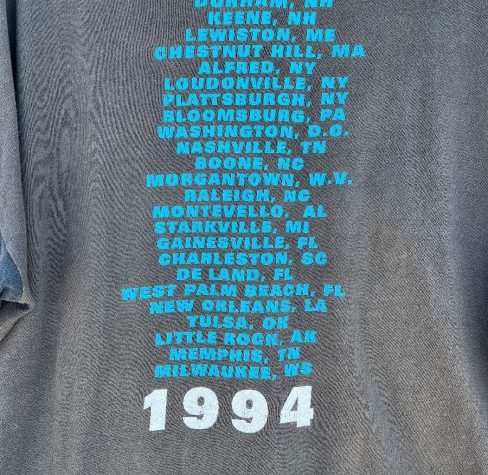 DURHAM, NH
KEENE, NH
LEWISTON, ME
CHESTNUT HILL, MA
ALFRED, NY
LOUDONVILLE, NY
PLATTSBURGH, NY
BLOOMSBURG, PA
WASHINGTON, D.C.
NASHVILLE, TN
BOONE, NC
MORGANTOWN, W.V.
RALEIGH, NC
MONTEVELLO, AL
STARKVILLE, MI
GAINESVILLE, FL
CHARLESTON, SC
DE LAND, FL
WEST PALM BEACH, FL
NEW ORLEANS, LA
TULSA, OK
LITTLE ROCK, AK
MEMPHIS, TN
MILWAUKEE, WS
1994